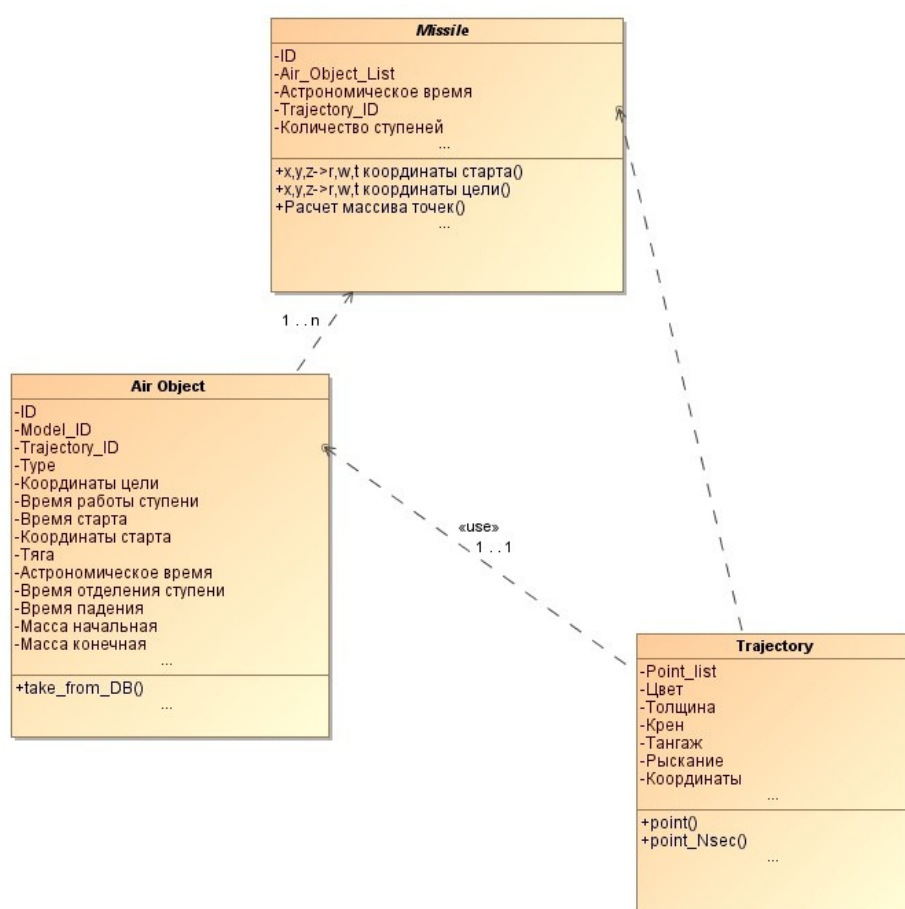 Missile
-ID
-Air_Object_List
-Астрономическое время
-Trajectory_ID
-Количество ступеней
...
+x,y,z->r,w,t координаты старта()
+x,y,z->r,w,t координаты цели()
+Расчет массива точек()
...
1 . . n
Air Object
-ID
-Model_ID
-Trajectory_ID
-Type
-Координаты цели
-Время работы ступени
-Время старта
-Координаты старта
-Тяга
-Астрономическое время
-Время отделения ступени
-Время падения
-Масса начальная
-Масса конечная
...
+take_from_DB()
...
«use»
1 . . 1
Trajectory
-Point_list
-Цвет
-Толщина
-Крен
-Тангаж
-Рыскание
-Координаты
...
+point()
+point_Nsec()
...